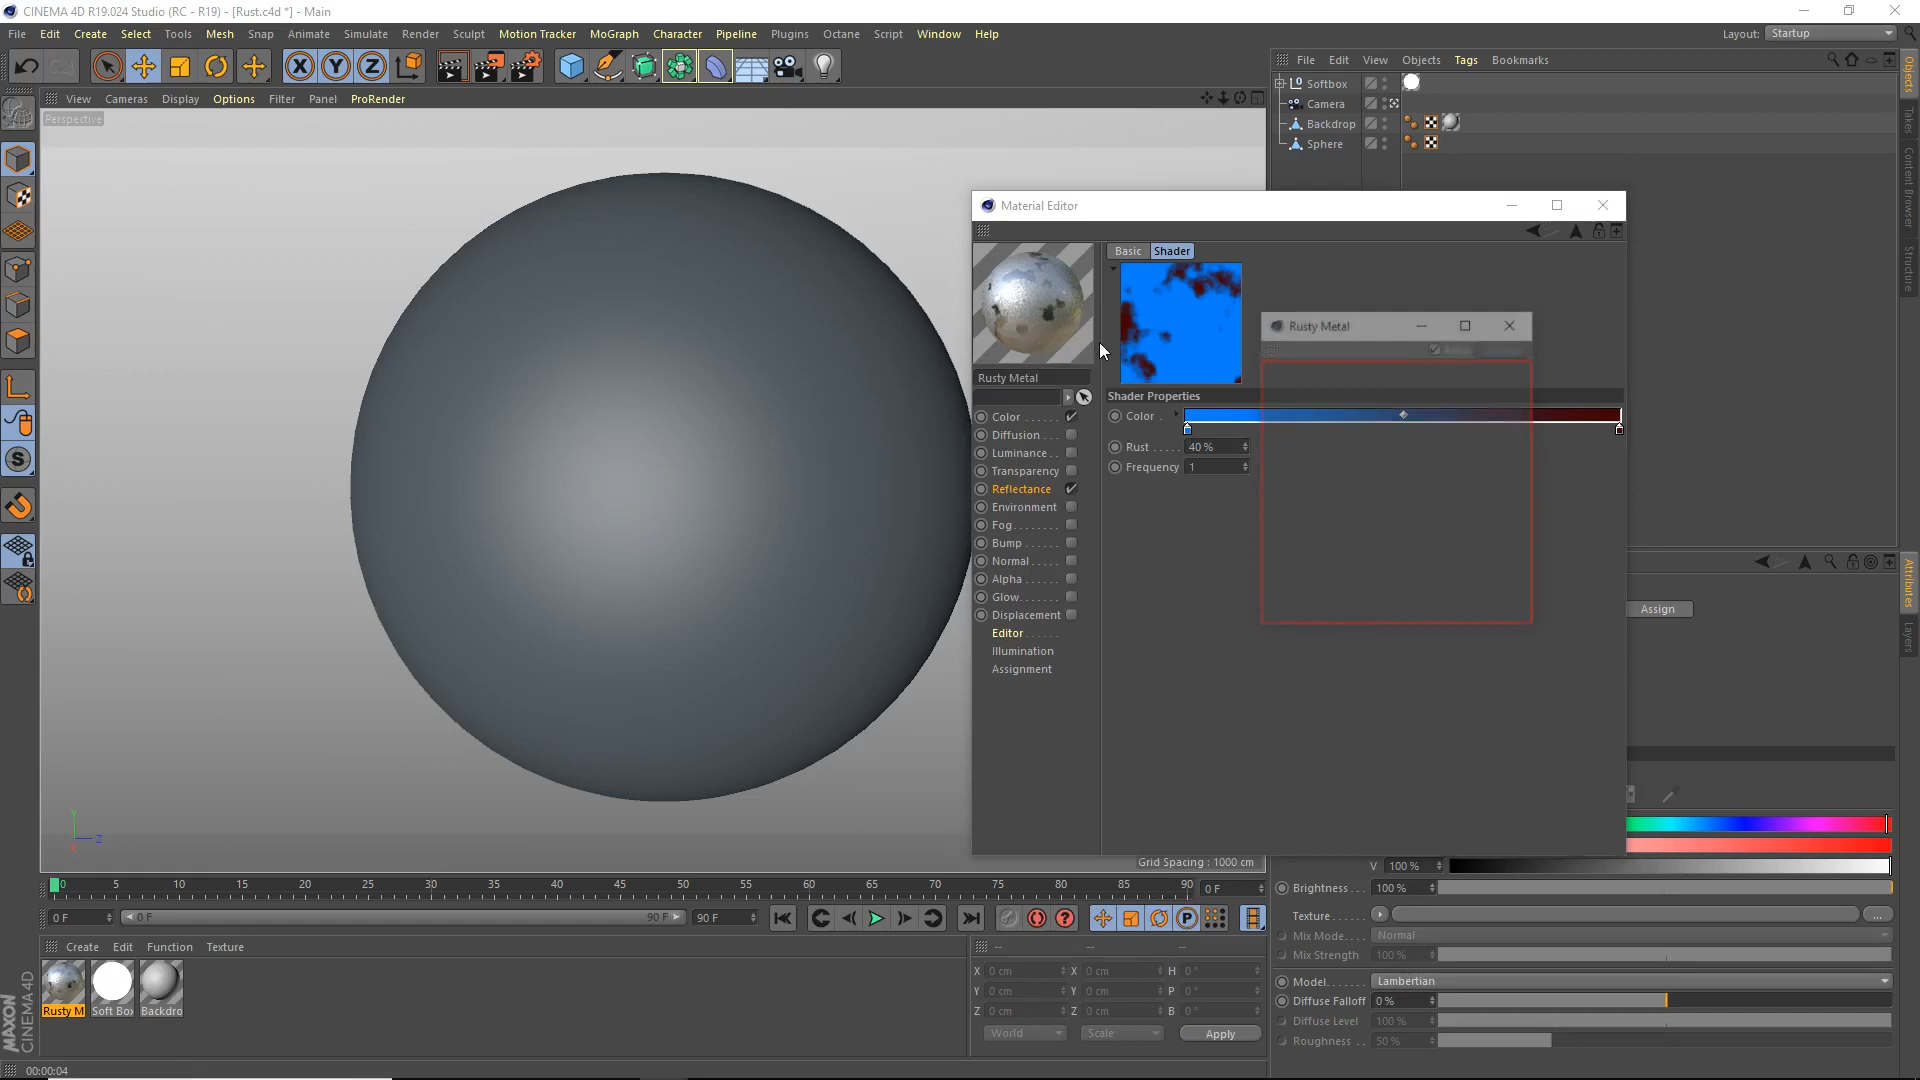 CINEMA 4D R19.024 Studio (RC - R19) - [Rust.c4d *] - Main
File Edit Create Select Tools Mesh Snap Animate Simulate Render Sculpt Motion Tracker MoGraph Character Pipeline Plugins Octane Script Window Help
Layout: Startup
X Y Z
File Edit View Objects Tags Bookmarks
Softbox
Camera
Backdrop
Sphere
Objects
Takes
Content Browser
Structure
View Cameras Display Options Filter Panel ProRender
Perspective
Material Editor
Basic Shader
Rusty Metal
Rusty Metal
Shader Properties
Color .
Rust..... 40 %
Frequency 1
Color ......
Diffusion ...
Luminance..
Transparency
Reflectance
Environment
Fog........
Bump ......
Normal.....
Alpha ......
Glow.......
Displacement
Editor ......
Illumination
Assignment
S
Y
Z
X
Grid Spacing : 1000 cm
Attributes
Layers
Assign
V 100 %
Brightness... 100 %
Texture...... ...
Mix Mode.... Normal
Mix Strength 100 %
Model....... Lambertian
Diffuse Falloff 0 %
Diffuse Level 100 %
Roughness .. 50 %
0 5 10 15 20 25 30 35 40 45 50 55 60 65 70 75 80 85 90 0 F
0 F 0 F 90 F 90 F
P
Create Edit Function Texture
Rusty M Soft Box Backdro
-- -- --
X 0 cm X 0 cm H 0 °
Y 0 cm Y 0 cm P 0 °
Z 0 cm Z 0 cm B 0 °
World Scale Apply
MAXON
CINEMA 4D
00:00:04